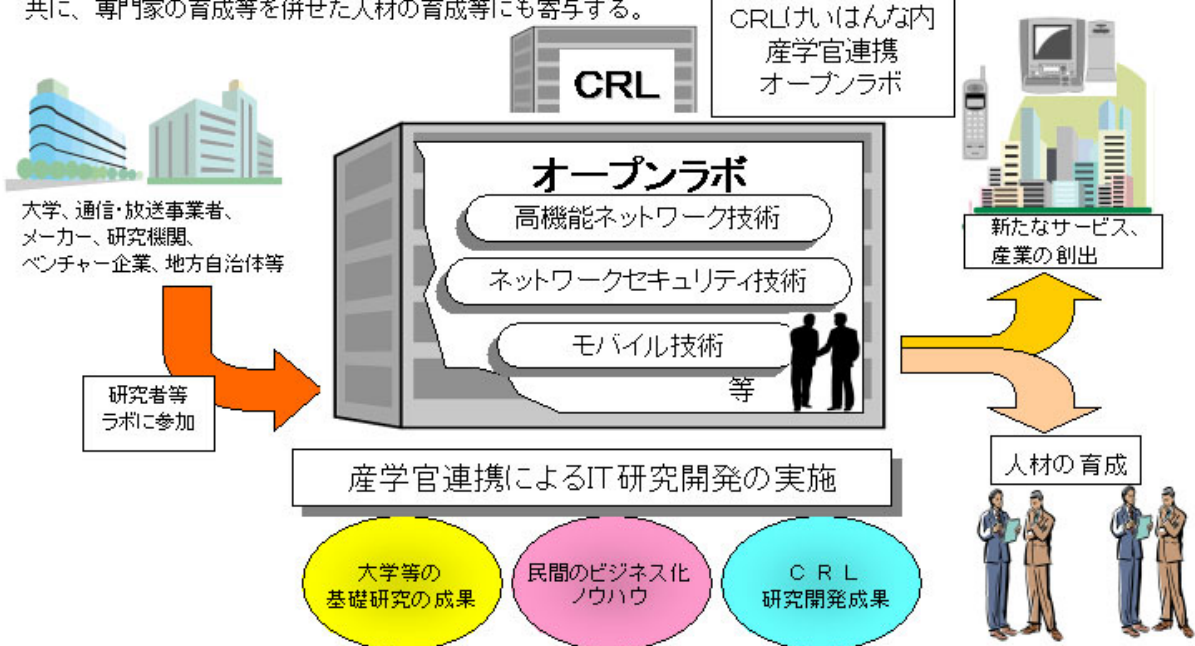 共に、専門家の育成等を併せた人材の育成等にも寄与する。
CRLけいはんな内
産学官連携
オープンラボ
CRL
オープンラボ
高機能ネットワーク技術
ネットワークセキュリティ技術
モバイル技術
等
大学、通信・放送事業者、
メーカー、研究機関、
ベンチャー企業、地方自治体等
研究者等
ラボに参加
新たなサービス、
産業の創出
人材の育成
産学官連携によるIT研究開発の実施
大学等の
基礎研究の成果
民間のビジネス化
ノウハウ
ＣＲＬ
研究開発成果